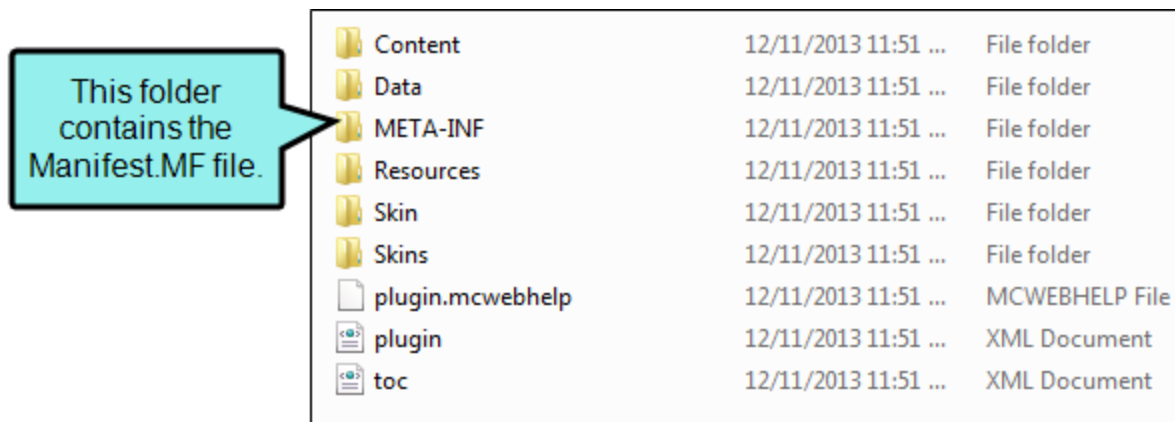 This folder
contains the
Manifest.MF file.
Content 12/11/2013 11:51 ... File folder
Data 12/11/2013 11:51 ... File folder
META-INF 12/11/2013 11:51 ... File folder
Resources 12/11/2013 11:51 ... File folder
Skin 12/11/2013 11:51 ... File folder
Skins 12/11/2013 11:51 ... File folder
plugin.mcwebhelp 12/11/2013 11:51 ... MCWEBHELP File
plugin 12/11/2013 11:51 ... XML Document
toc 12/11/2013 11:51 ... XML Document